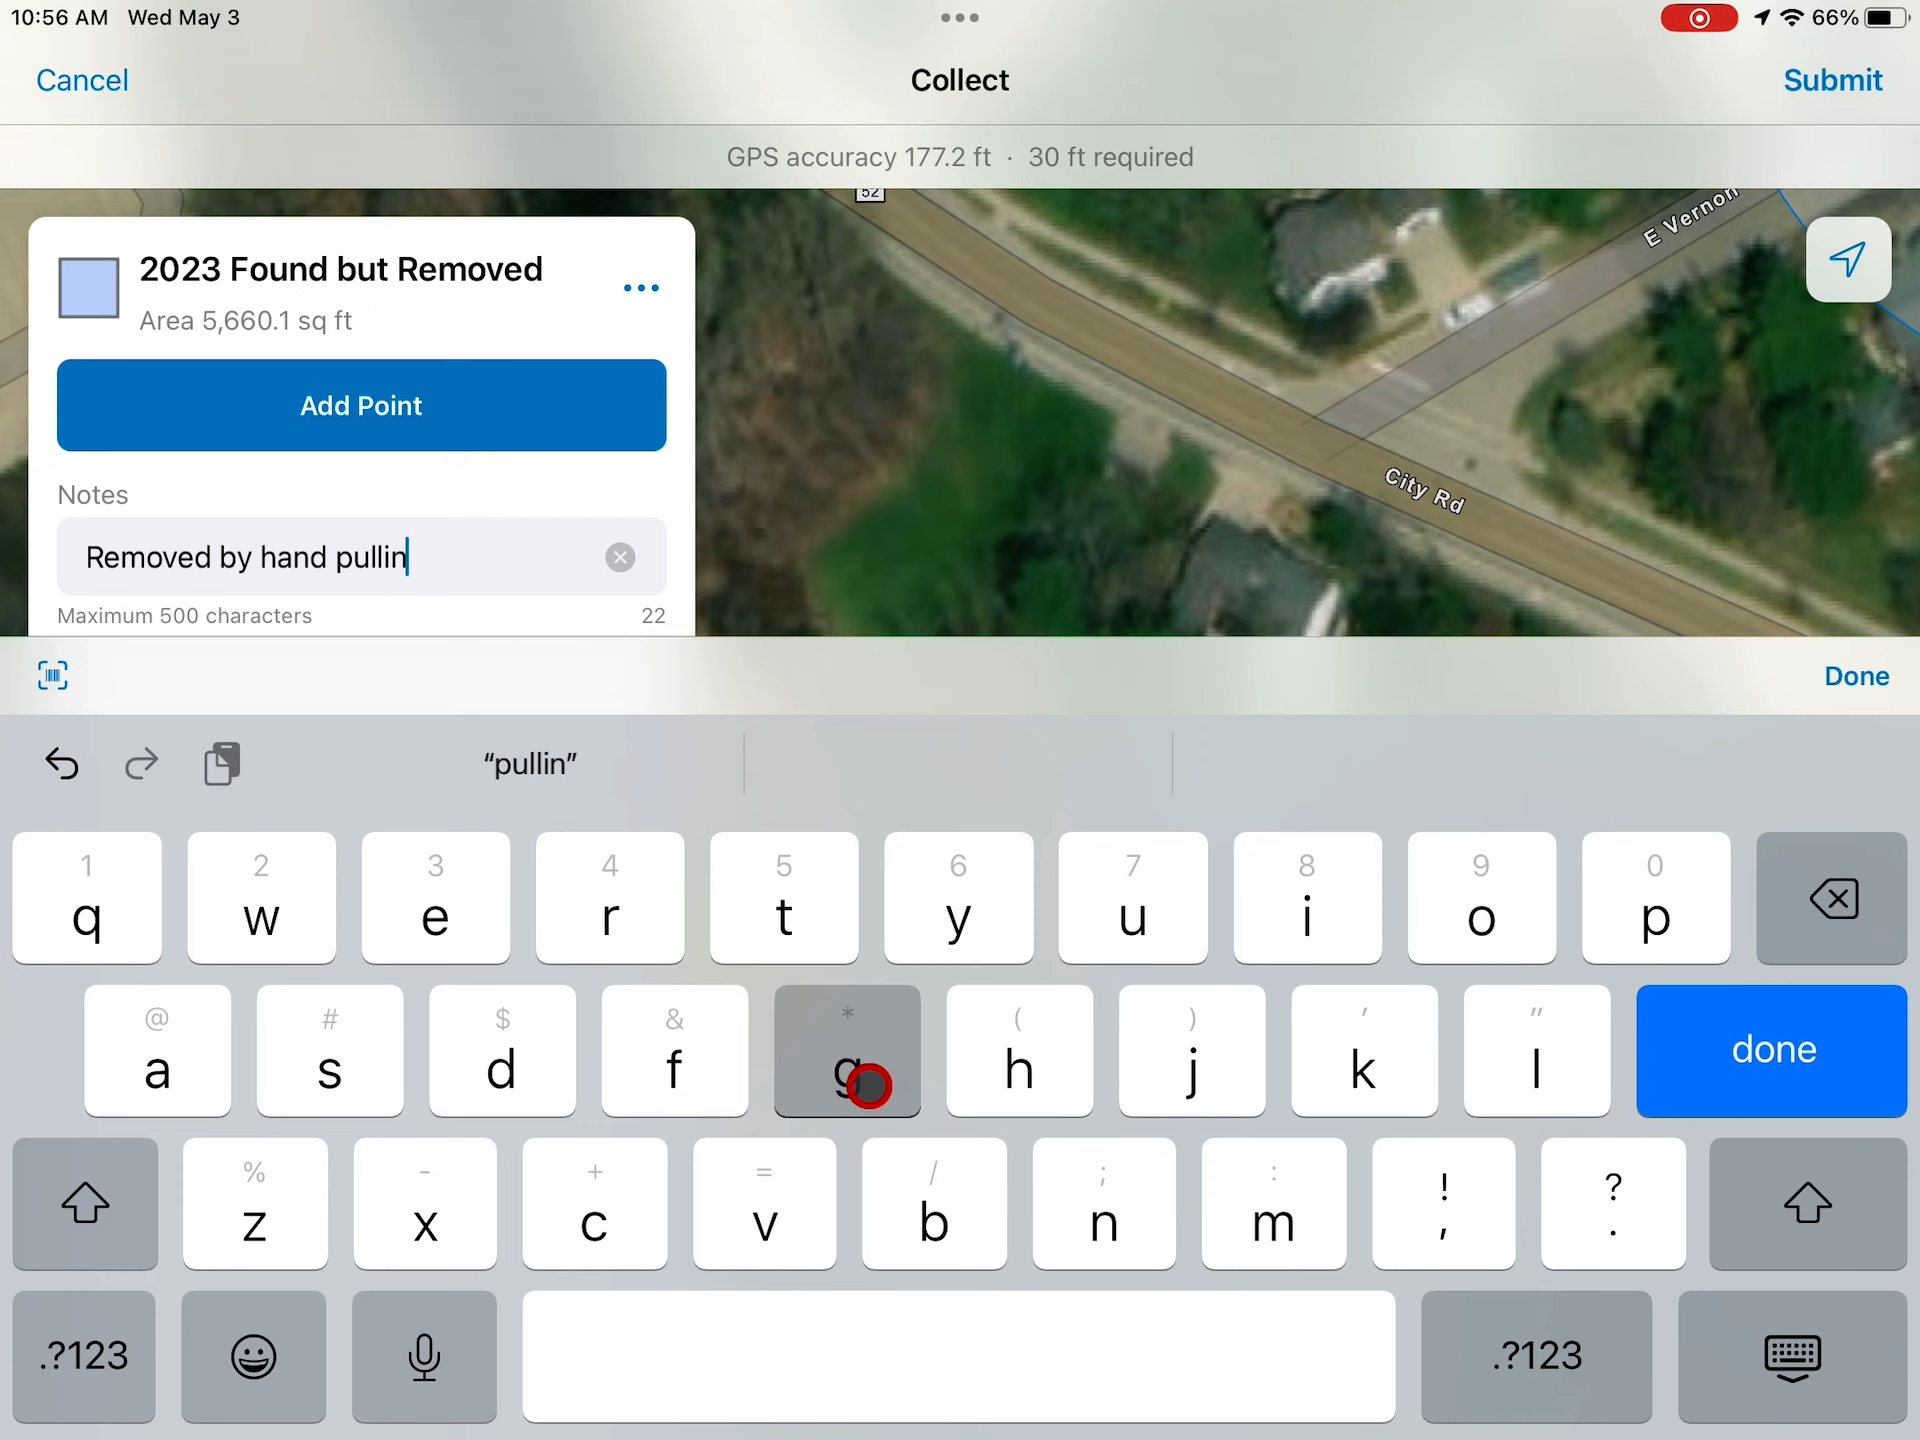 10:56 AM Wed May 3
66%
Cancel
Collect
Submit
GPS accuracy 177.2 ft · 30 ft required
52
E Vernon
City Rd
2023 Found but Removed
Area 5,660.1 sq ft
Add Point
Notes
Removed by hand pullin
Maximum 500 characters
22
Done
“pullin”
1 2 3 4 5 6 7 8 9 0
q w e r t y u i o p
@ # $ & * ( ) ' "
a s d f g h j k l done
% - + = / ; : ! ?
z x c v b n m , .
.?123 .?123